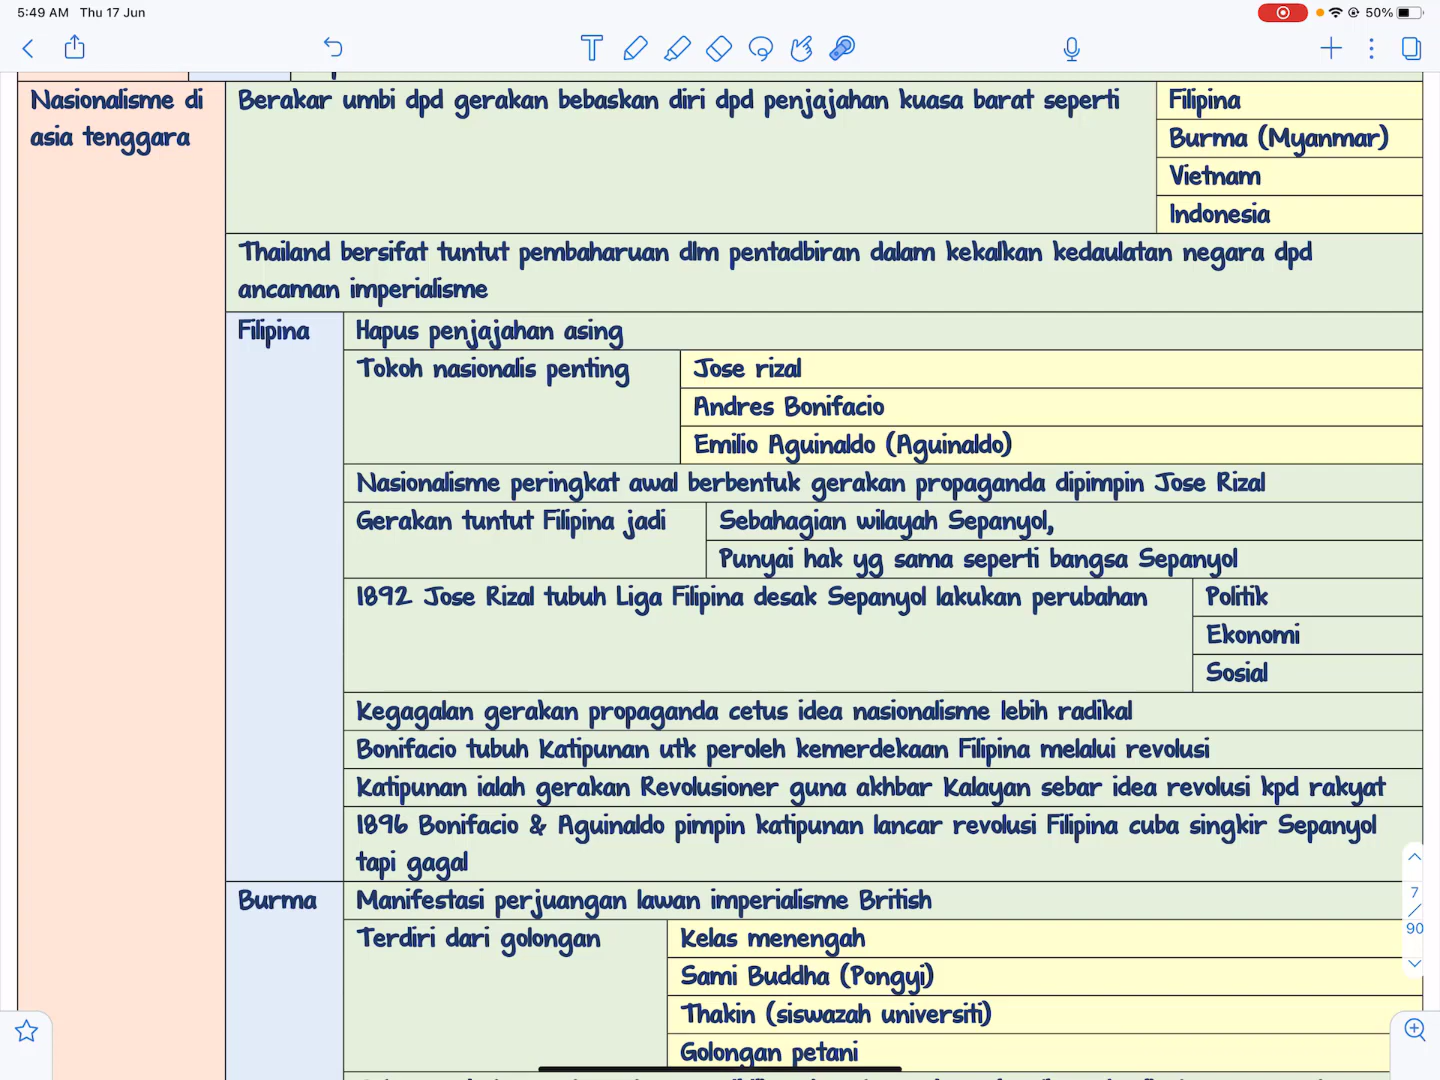 5:49 AM Thu 17 Jun
50%
Nasionalisme di
asia tenggara
Berakar umbi dpd gerakan bebaskan diri dpd penjajahan kuasa barat seperti
Filipina
Burma (Myanmar)
Vietnam
Indonesia
Thailand bersifat tuntut pembaharuan dlm pentadbiran dalam kekalkan kedaulatan negara dpd
ancaman imperialisme
Filipina
Hapus penjajahan asing
Tokoh nasionalis penting
Jose rizal
Andres Bonifacio
Emilio Aguinaldo (Aguinaldo)
Nasionalisme peringkat awal berbentuk gerakan propaganda dipimpin Jose Rizal
Gerakan tuntut Filipina jadi
Sebahagian wilayah Sepanyol,
Punyai hak yg sama seperti bangsa Sepanyol
1892 Jose Rizal tubuh Liga Filipina desak Sepanyol lakukan perubahan
Politik
Ekonomi
Sosial
Kegagalan gerakan propaganda cetus idea nasionalisme lebih radikal
Bonifacio tubuh Katipunan utk peroleh kemerdekaan Filipina melalui revolusi
Katipunan ialah gerakan Revolusioner guna akhbar Kalayan sebar idea revolusi kpd rakyat
1896 Bonifacio & Aguinaldo pimpin katipunan lancar revolusi Filipina cuba singkir Sepanyol
tapi gagal
Burma
Manifestasi perjuangan lawan imperialisme British
Terdiri dari golongan
Kelas menengah
Sami Buddha (Pongyi)
Thakin (siswazah universiti)
Golongan petani
7
/
90